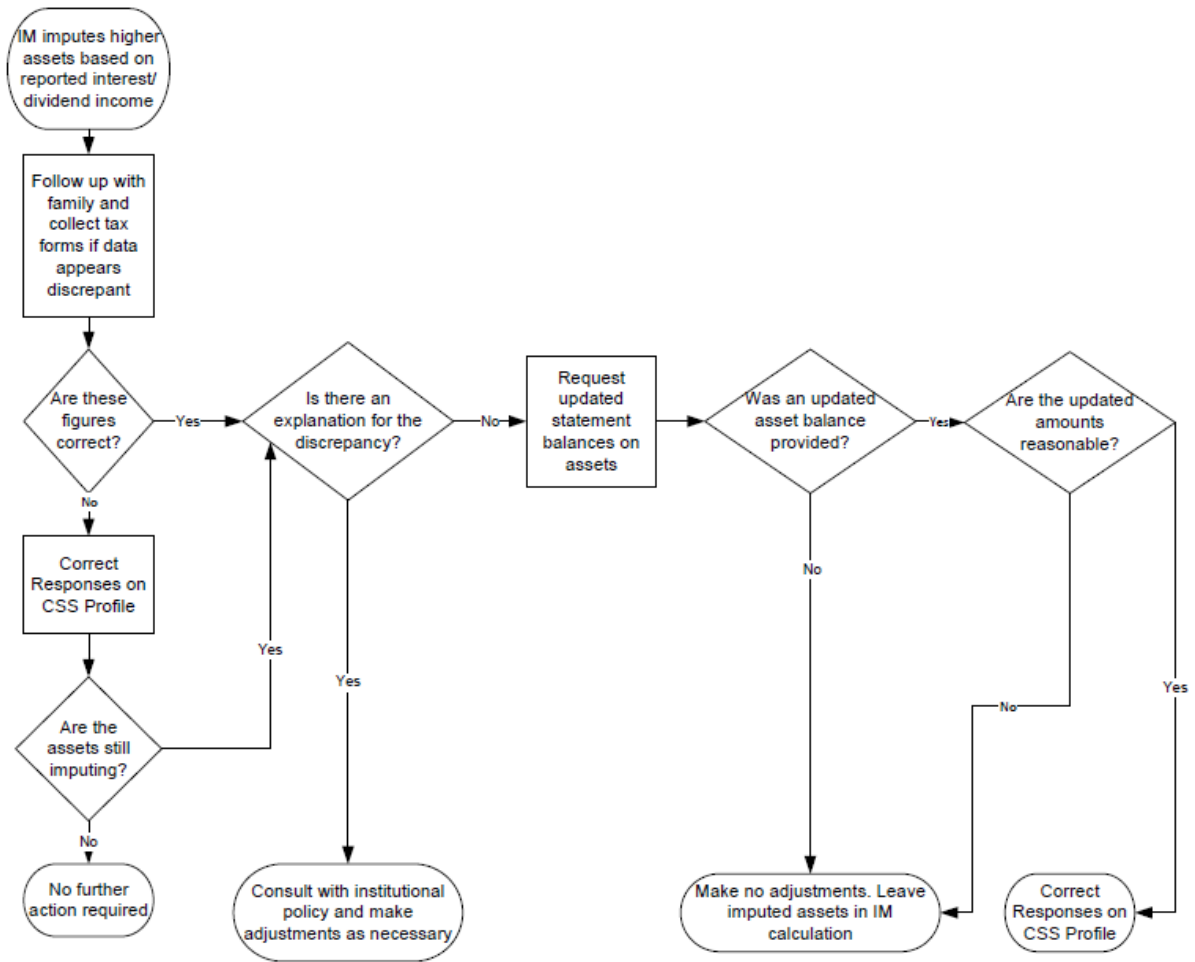 IM imputes higher
assets based on
reported interest/
dividend income
Follow up with
family and
collect tax
forms if data
appears
discrepant
Are these
figures
correct?
Yes
Is there an
explanation for the
discrepancy?
No
Request
updated
statement
balances on
assets
Was an updated
asset balance
provided?
Yes
Are the updated
amounts
reasonable?
No
Correct
Responses on
CSS Profile
Yes
Are the
assets still
imputing?
Yes
No
No
Yes
No
No further
action required
Consult with institutional
policy and make
adjustments as necessary
Make no adjustments. Leave
imputed assets in IM
calculation
Correct
Responses on
CSS Profile